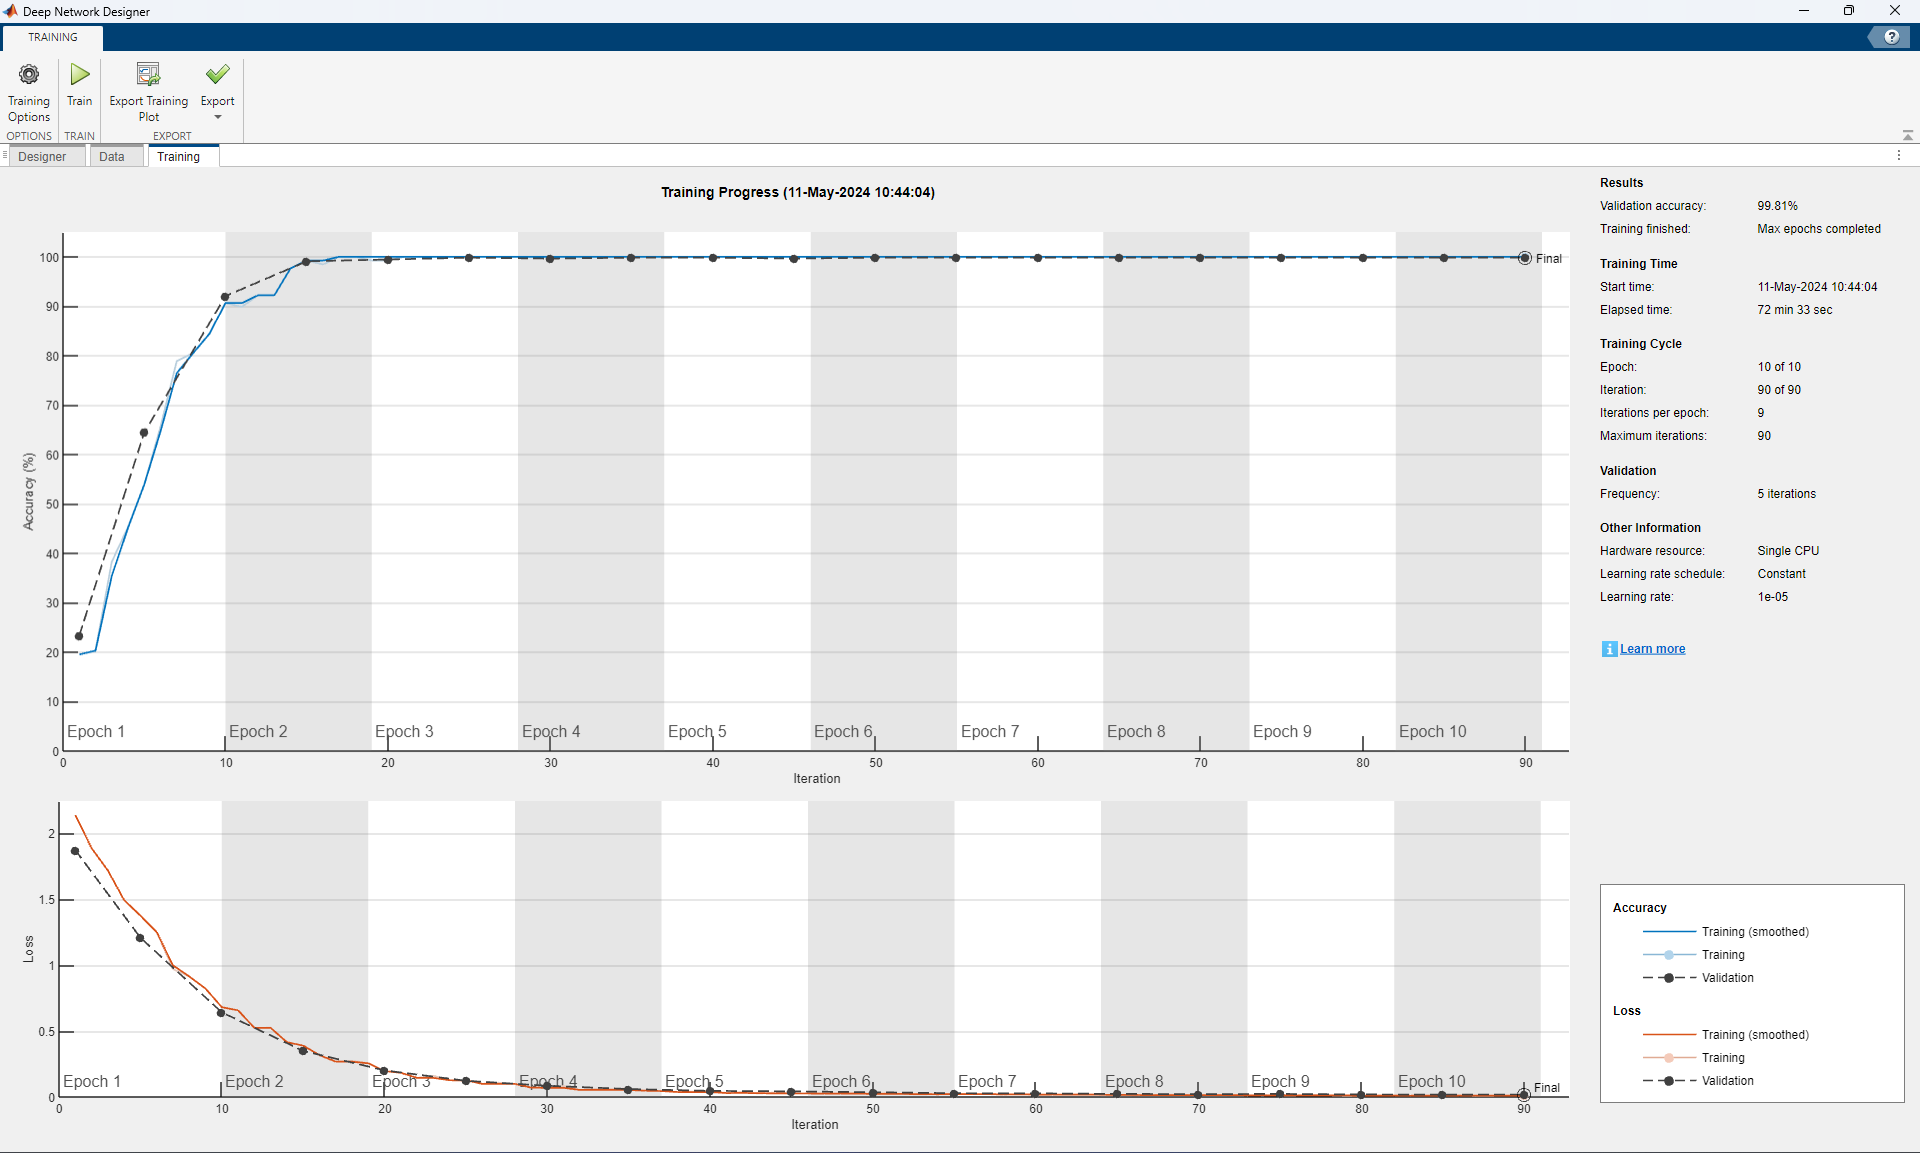 Deep Network Designer
TRAINING
?
Training Options
Train
Export Training Plot
Export
OPTIONS
TRAIN
EXPORT
Designer
Data
Training
Training Progress (11-May-2024 10:44:04)
100
90
80
70
60
50
40
30
20
10
0
Accuracy (%)
Final
Epoch 1
Epoch 2
Epoch 3
Epoch 4
Epoch 5
Epoch 6
Epoch 7
Epoch 8
Epoch 9
Epoch 10
0 10 20 30 40 50 60 70 80 90
Iteration
2
1.5
1
0.5
0
Loss
Epoch 1
Epoch 2
Epoch 3
Epoch 4
Epoch 5
Epoch 6
Epoch 7
Epoch 8
Epoch 9
Epoch 10
Final
0 10 20 30 40 50 60 70 80 90
Iteration
Results
Validation accuracy: 99.81%
Training finished: Max epochs completed
Training Time
Start time: 11-May-2024 10:44:04
Elapsed time: 72 min 33 sec
Training Cycle
Epoch: 10 of 10
Iteration: 90 of 90
Iterations per epoch: 9
Maximum iterations: 90
Validation
Frequency: 5 iterations
Other Information
Hardware resource: Single CPU
Learning rate schedule: Constant
Learning rate: 1e-05
i Learn more
Accuracy
Training (smoothed)
Training
Validation
Loss
Training (smoothed)
Training
Validation